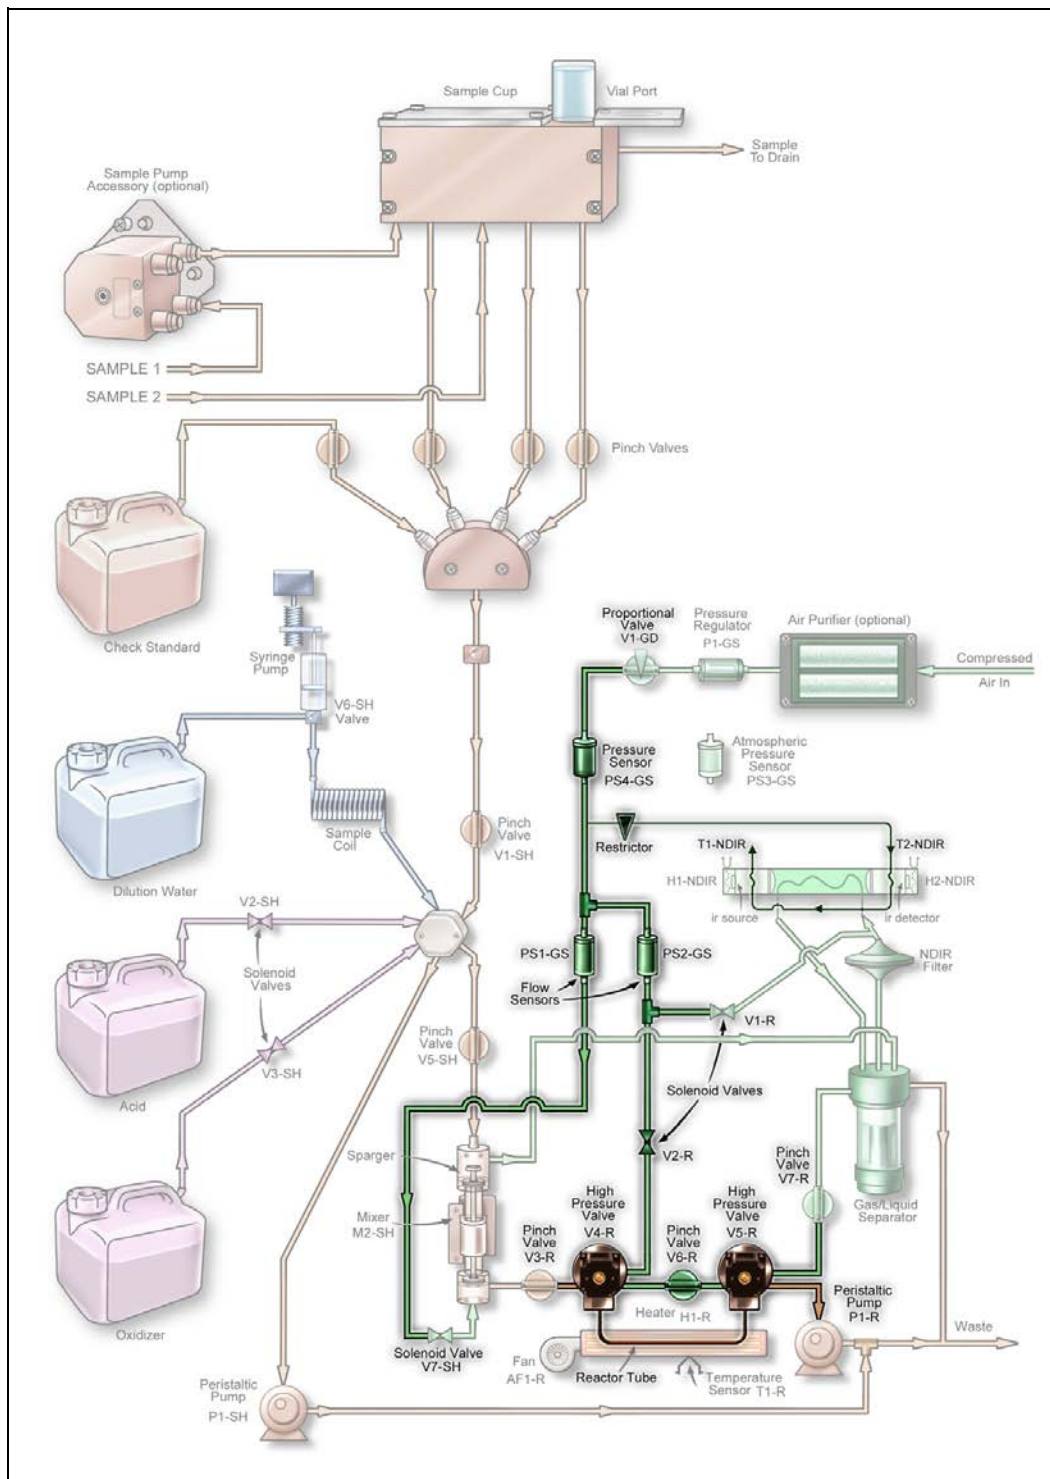 Sample Cup
Vial Port
Sample
To Drain
Sample Pump
Accessory (optional)
SAMPLE 1
SAMPLE 2
Pinch Valves
Check Standard
Syringe
Pump
V6-SH
Valve
Proportional
Valve
V1-GD
Pressure
Regulator
P1-GS
Air Purifier (optional)
Compressed
Air In
Pressure
Sensor
PS4-GS
Atmospheric
Pressure
Sensor
PS3-GS
Sample
Coil
Pinch
Valve
V1-SH
Restrictor
T1-NDIR
T2-NDIR
H1-NDIR
H2-NDIR
ir source
ir detector
Dilution Water
V2-SH
Solenoid
Valves
V3-SH
PS1-GS
PS2-GS
Flow
Sensors
NDIR
Filter
V1-R
Pinch
Valve
V5-SH
Acid
Solenoid Valves
Sparger
V2-R
Pinch
Valve
V7-R
Mixer
M2-SH
High
Pressure
Valve
V4-R
High
Pressure
Valve
V5-R
Gas/Liquid
Separator
Pinch
Valve
V3-R
Pinch
Valve
V6-R
Peristaltic
Pump
P1-R
Heater H1-R
Oxidizer
Waste
Solenoid Valve
V7-SH
Fan
AF1-R
Reactor Tube
Temperature
Sensor T1-R
Peristaltic
Pump
P1-SH